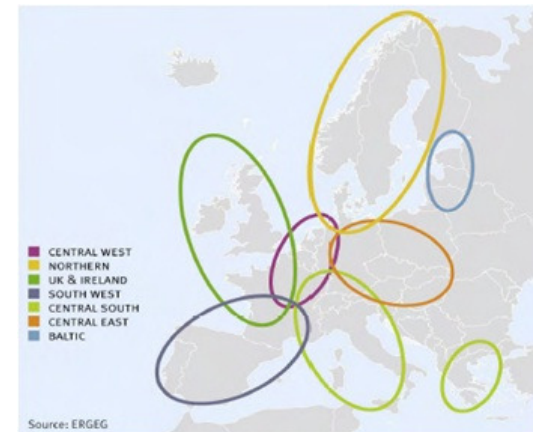 CENTRAL WEST
NORTHERN
UK & IRELAND
SOUTH WEST
CENTRAL SOUTH
CENTRAL EAST
BALTIC
Source: ERGEG